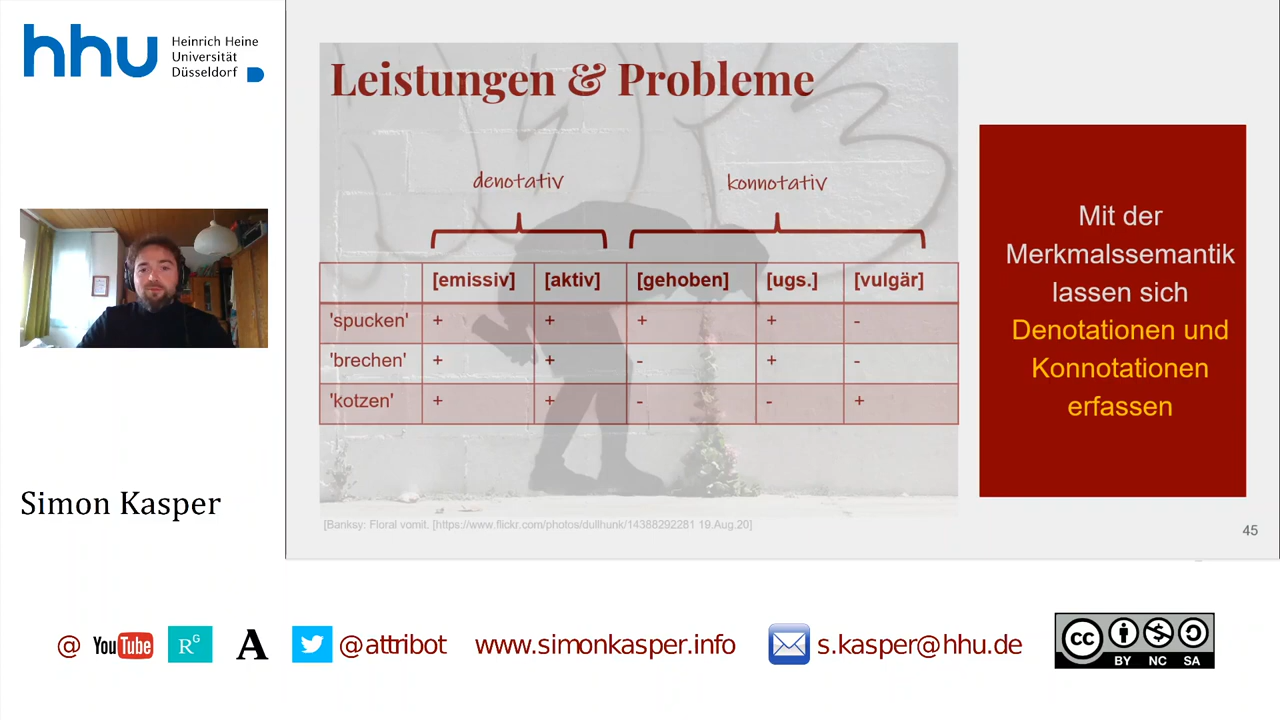 hhu Heinrich Heine
Universität
Düsseldorf
Simon Kasper
Leistungen & Probleme
denotativ konnotativ
[emissiv] [aktiv] [gehoben] [ugs.] [vulgär]
'spucken' + + + + -
'brechen' + + - + -
'kotzen' + + - - +
[Banksy: Floral vomit. [https://www.flickr.com/photos/dullhunk/14388292281 19.Aug.20]
Mit der
Merkmalssemantik
lassen sich
Denotationen und
Konnotationen
erfassen
45
@ YouTube RG A @attribot www.simonkasper.info s.kasper@hhu.de
cc BY NC SA